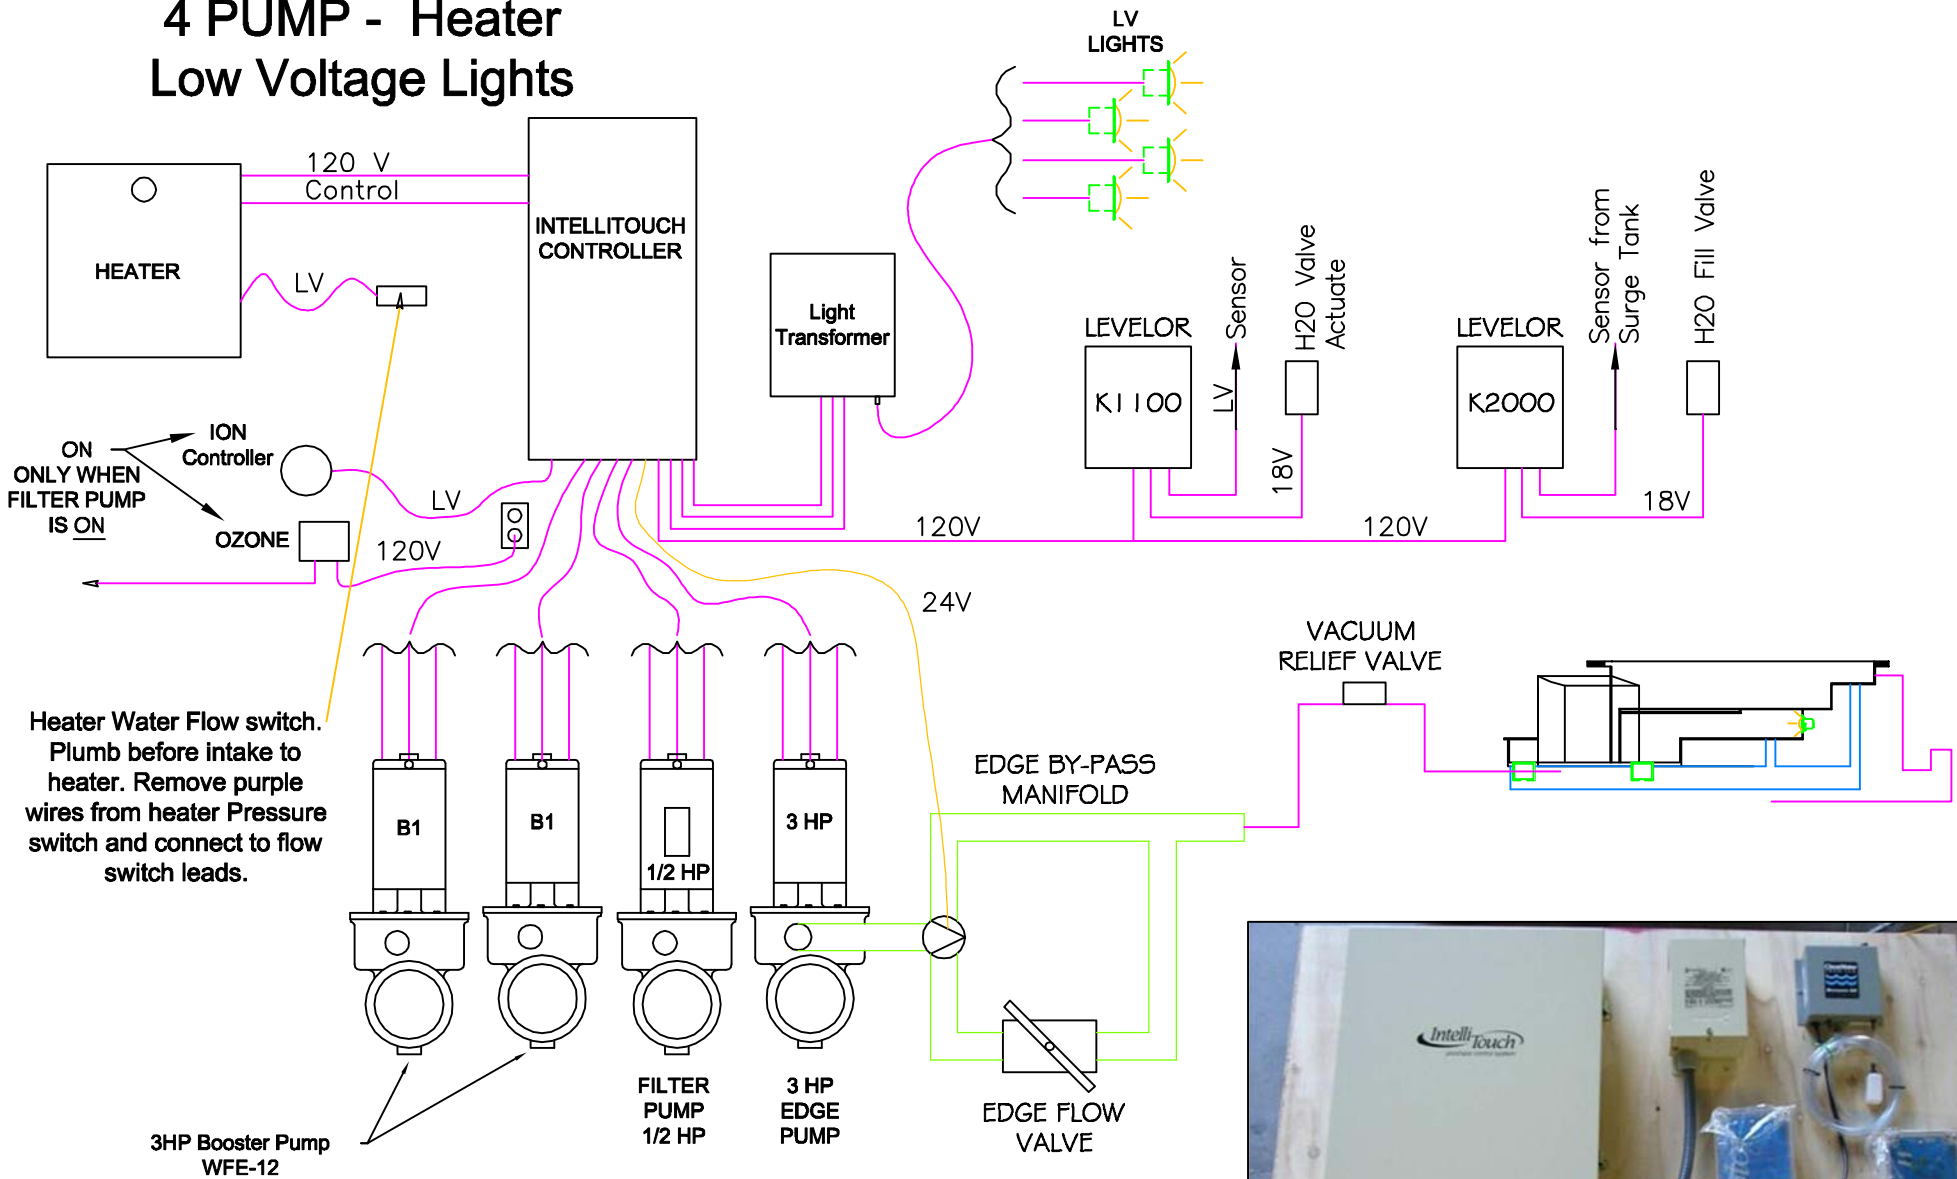 4 PUMP - Heater
Low Voltage Lights
LV
LIGHTS
120 V
Control
HEATER
LV
INTELLITOUCH
CONTROLLER
Light
Transformer
LEVELOR
K1100
LV
Sensor
18V
H2O Valve
Actuate
LEVELOR
K2000
Sensor from
Surge Tank
18V
H2O Fill Valve
ON
ONLY WHEN
FILTER PUMP
IS ON
ION
Controller
LV
OZONE
120V
120V
120V
24V
Heater Water Flow switch.
Plumb before intake to
heater. Remove purple
wires from heater Pressure
switch and connect to flow
switch leads.
B1
B1
1/2 HP
3 HP
VACUUM
RELIEF VALVE
EDGE BY-PASS
MANIFOLD
EDGE FLOW
VALVE
3HP Booster Pump
WFE-12
FILTER
PUMP
1/2 HP
3 HP
EDGE
PUMP
IntelliTouch